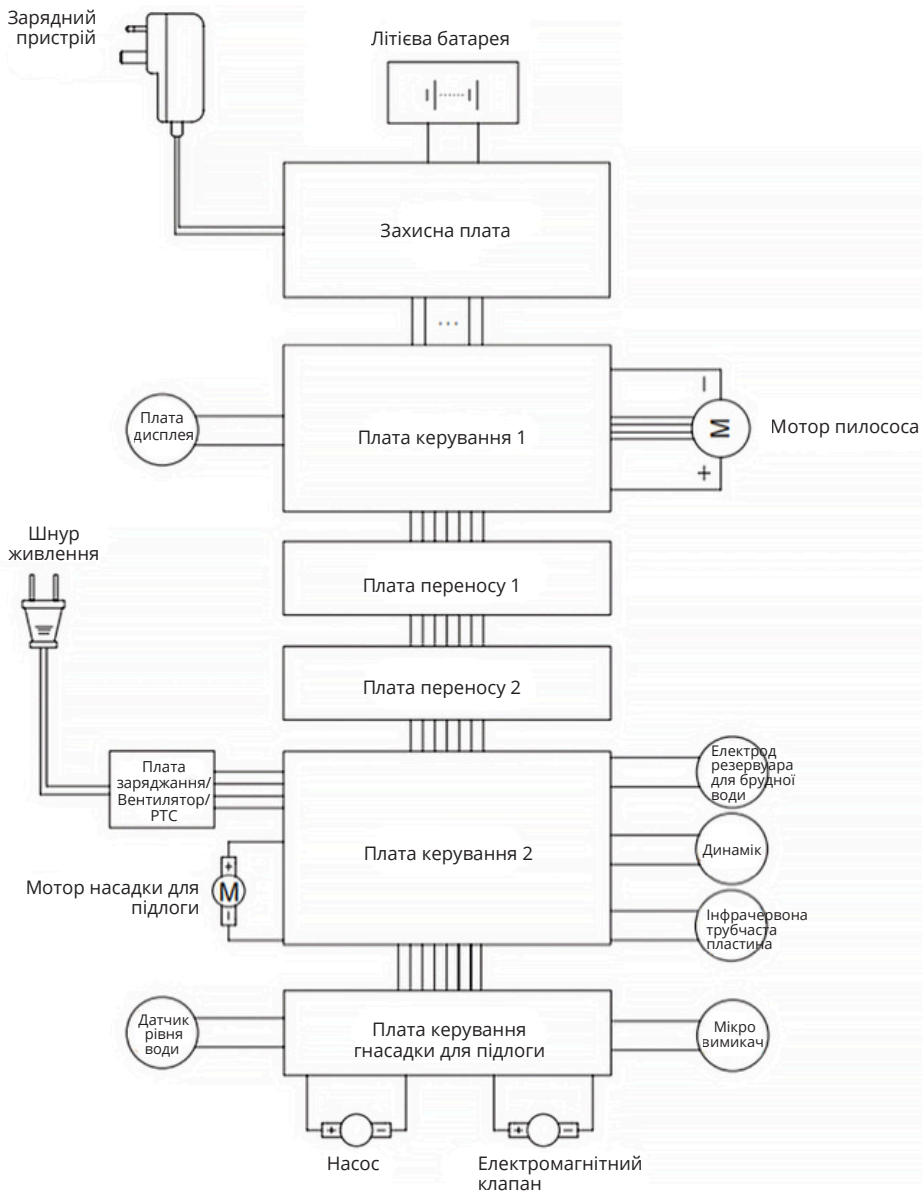 Зарядний
пристрій
Літієва батарея
Захисна плата
...
Плата
дисплея
Плата керування 1
−
M
+
Мотор пилососа
Шнур
живлення
Плата переносу 1
Плата переносу 2
Плата
заряджання/
Вентилятор/
PTC
Плата керування 2
Електрод
резервуара
для брудної
води
Динамік
Мотор насадки для
підлоги
+
M
−
Інфрачервона
трубчаста
пластина
Датчик
рівня
води
Плата керування
гнасадки для підлоги
Мікро
вимикач
+ −
Насос
+ −
Електромагнітний
клапан